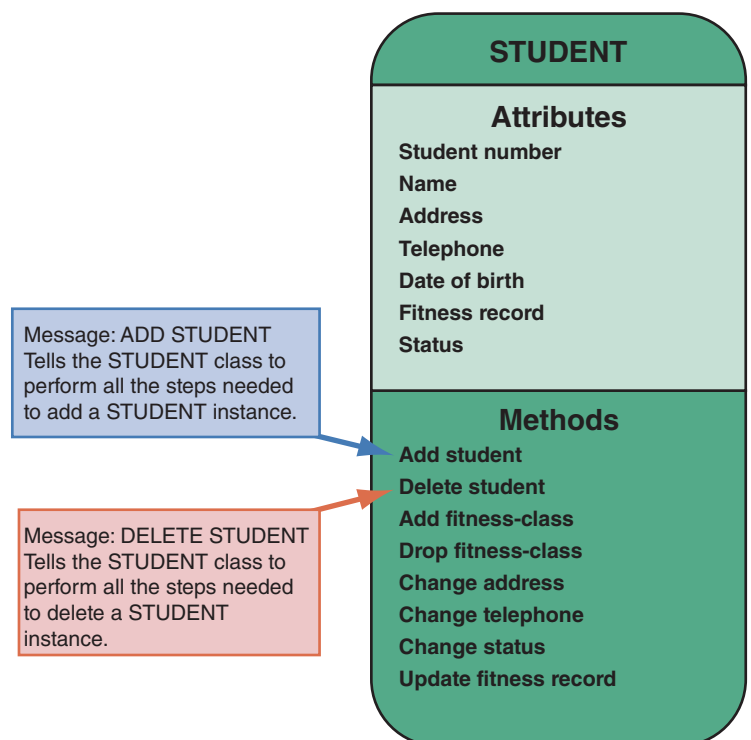 STUDENT
Attributes
Student number
Name
Address
Telephone
Date of birth
Fitness record
Status
Message: ADD STUDENT
Tells the STUDENT class to
perform all the steps needed
to add a STUDENT instance.
Methods
Add student
Delete student
Add fitness-class
Drop fitness-class
Change address
Change telephone
Change status
Update fitness record
Message: DELETE STUDENT
Tells the STUDENT class to
perform all the steps needed
to delete a STUDENT
instance.